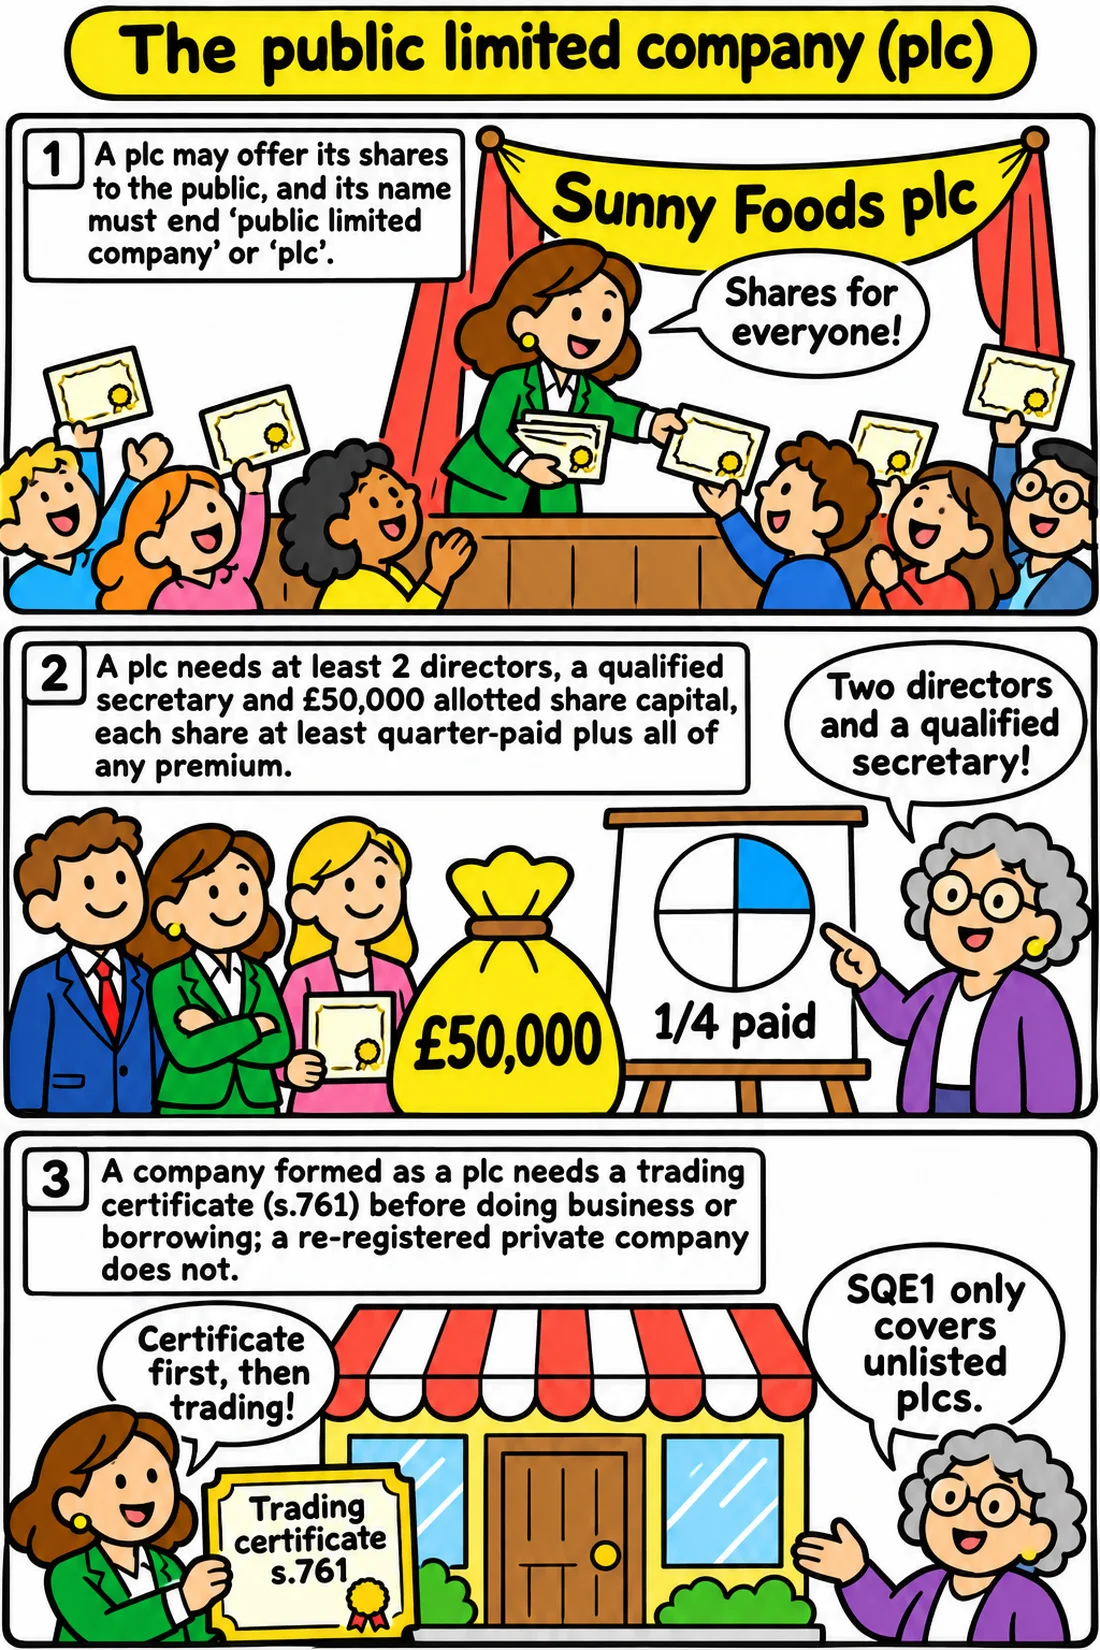 The public limited company (plc)
1
A plc may offer its shares
to the public, and its name
must end ‘public limited
company’ or ‘plc’.
Sunny Foods plc
Shares for
everyone!
2
A plc needs at least 2 directors, a qualified
secretary and £50,000 allotted share capital,
each share at least quarter-paid plus all of
any premium.
Two directors
and a qualified
secretary!
£50,000
1/4 paid
3
A company formed as a plc needs a trading
certificate (s.761) before doing business or
borrowing; a re-registered private company
does not.
Certificate
first, then
trading!
SQE1 only
covers
unlisted
plcs.
Trading
certificate
s.761